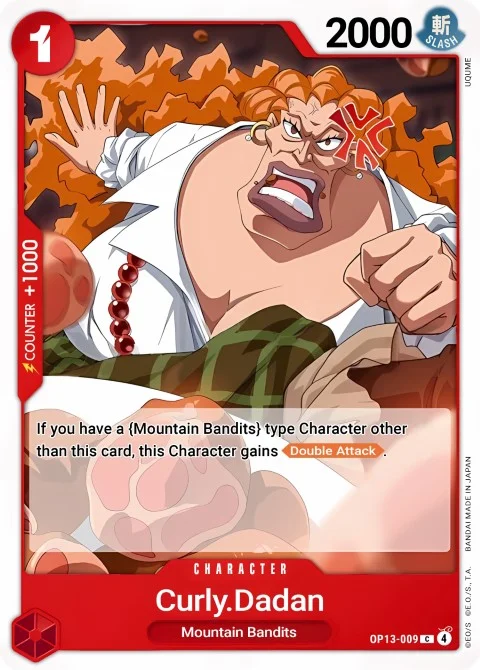 1
2000
斬
SLASH
UQUME
COUNTER +1000
If you have a {Mountain Bandits} type Character other
than this card, this Character gains Double Attack.
BANDAI MADE IN JAPAN
©EO/S ©E.O./S., T.A.
CHARACTER
Curly.Dadan
Mountain Bandits
OP13-009 C 4